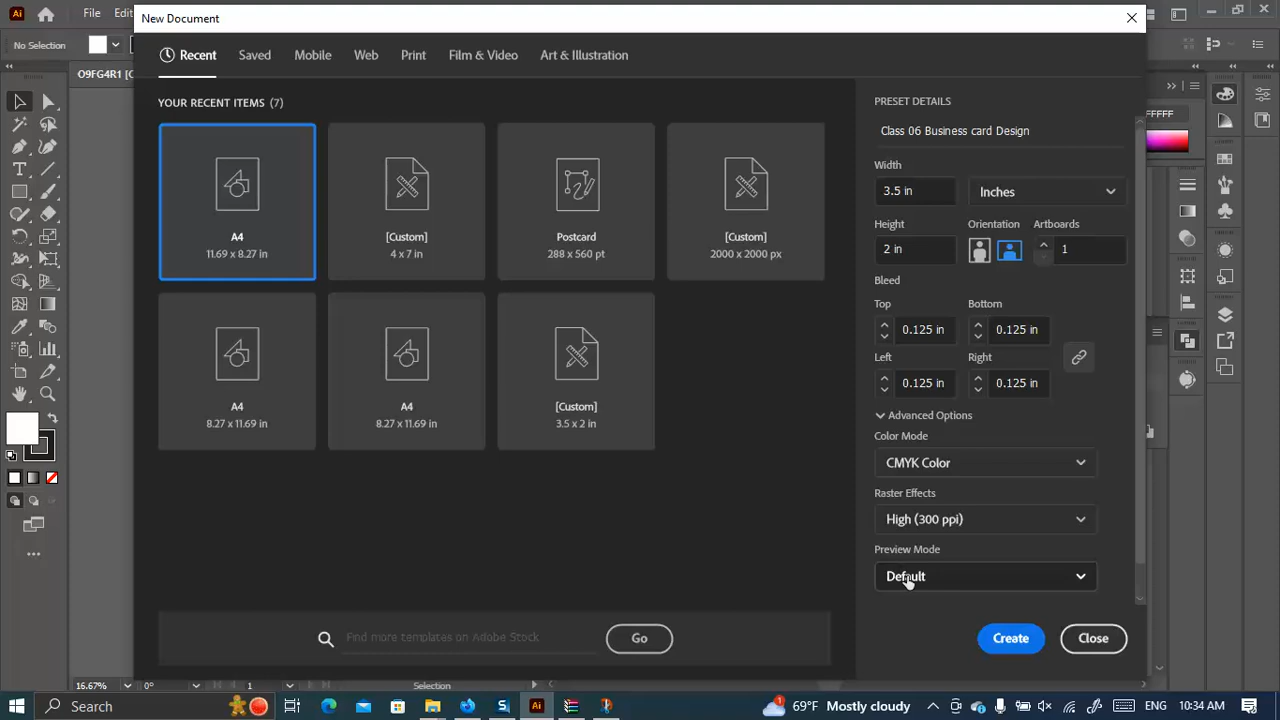 New Document
Ai File Ed
No Selection
O9FG4R1 [C
Recent Saved Mobile Web Print Film & Video Art & Illustration
YOUR RECENT ITEMS (7)
A4
11.69 x 8.27 in
[Custom]
4 x 7 in
Postcard
288 x 560 pt
[Custom]
2000 x 2000 px
A4
8.27 x 11.69 in
A4
8.27 x 11.69 in
[Custom]
3.5 x 2 in
Find more templates on Adobe Stock
Go
PRESET DETAILS
Class 06 Business card Design
Width
3.5 in Inches
Height Orientation Artboards
2 in 1
Bleed
Top Bottom
0.125 in 0.125 in
Left Right
0.125 in 0.125 in
Advanced Options
Color Mode
CMYK Color
Raster Effects
High (300 ppi)
Preview Mode
Default
Create Close
FFFFF
16.67% 0° 1 Selection
Search
Ai
1
69°F Mostly cloudy
ENG 10:34 AM